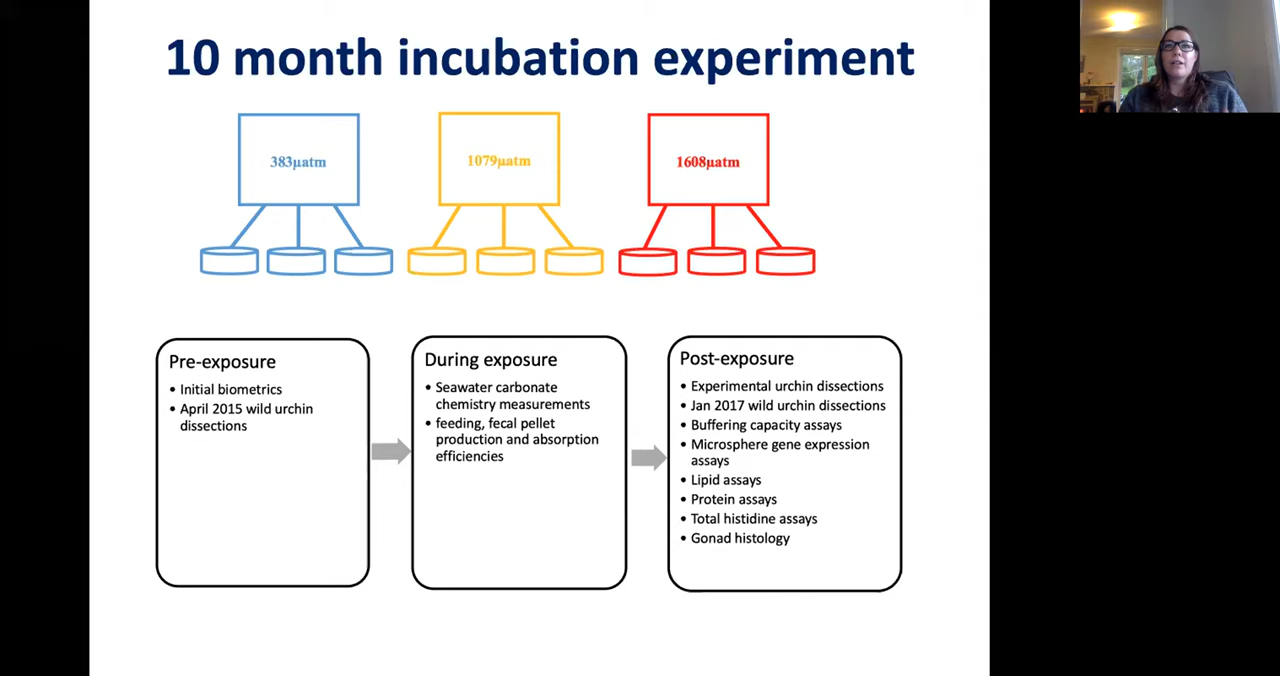 10 month incubation experiment
383µatm
1079µatm
1608µatm
Pre-exposure
• Initial biometrics
• April 2015 wild urchin
dissections
During exposure
• Seawater carbonate
chemistry measurements
• feeding, fecal pellet
production and absorption
efficiencies
Post-exposure
• Experimental urchin dissections
• Jan 2017 wild urchin dissections
• Buffering capacity assays
• Microsphere gene expression
assays
• Lipid assays
• Protein assays
• Total histidine assays
• Gonad histology